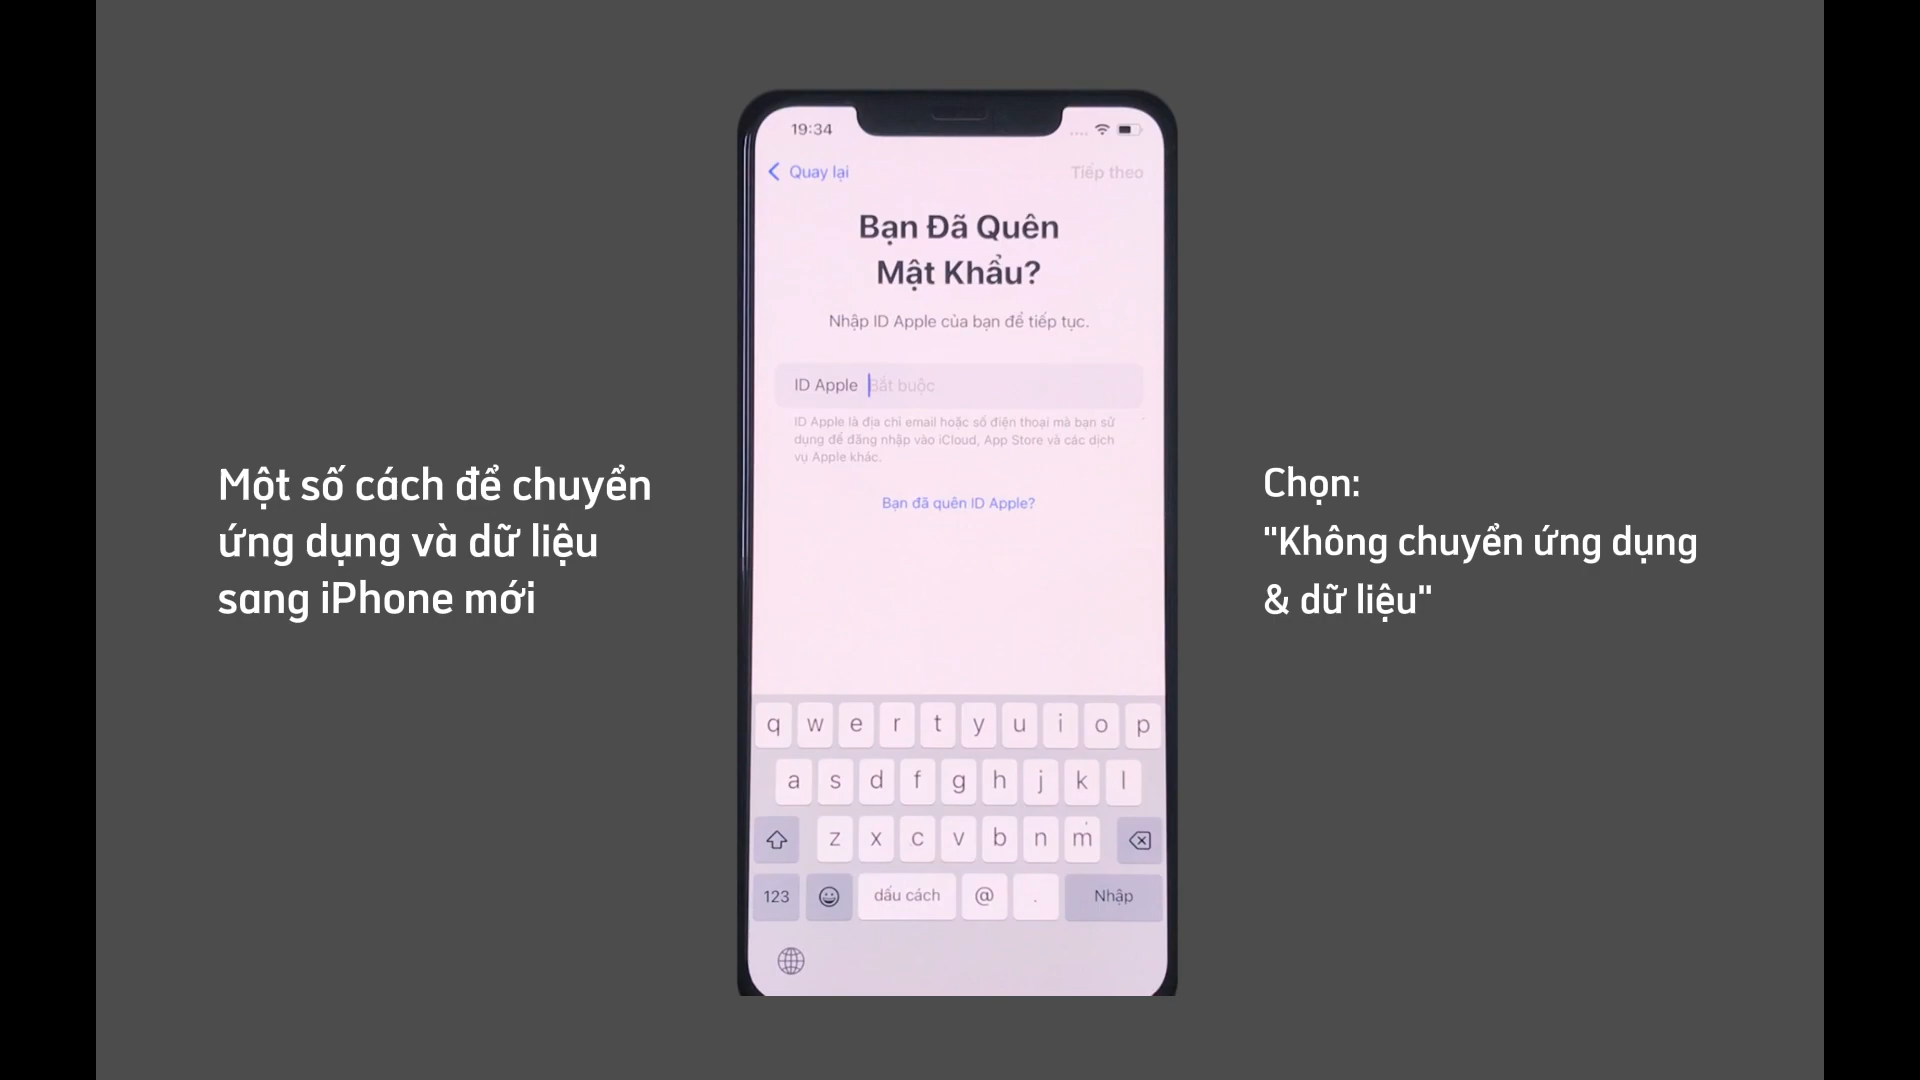 19:34
Quay lại
Tiếp theo
Bạn Đã Quên
Mật Khẩu?
Nhập ID Apple của bạn để tiếp tục.
ID Apple Bắt buộc
ID Apple là địa chỉ email hoặc số điện thoại mà bạn sử
dụng để đăng nhập vào iCloud, App Store và các dịch
vụ Apple khác.
Bạn đã quên ID Apple?
Một số cách để chuyển
ứng dụng và dữ liệu
sang iPhone mới
Chọn:
"Không chuyển ứng dụng
& dữ liệu"
q w e r t y u i o p
a s d f g h j k l
z x c v b n m
123 dấu cách @ . Nhập